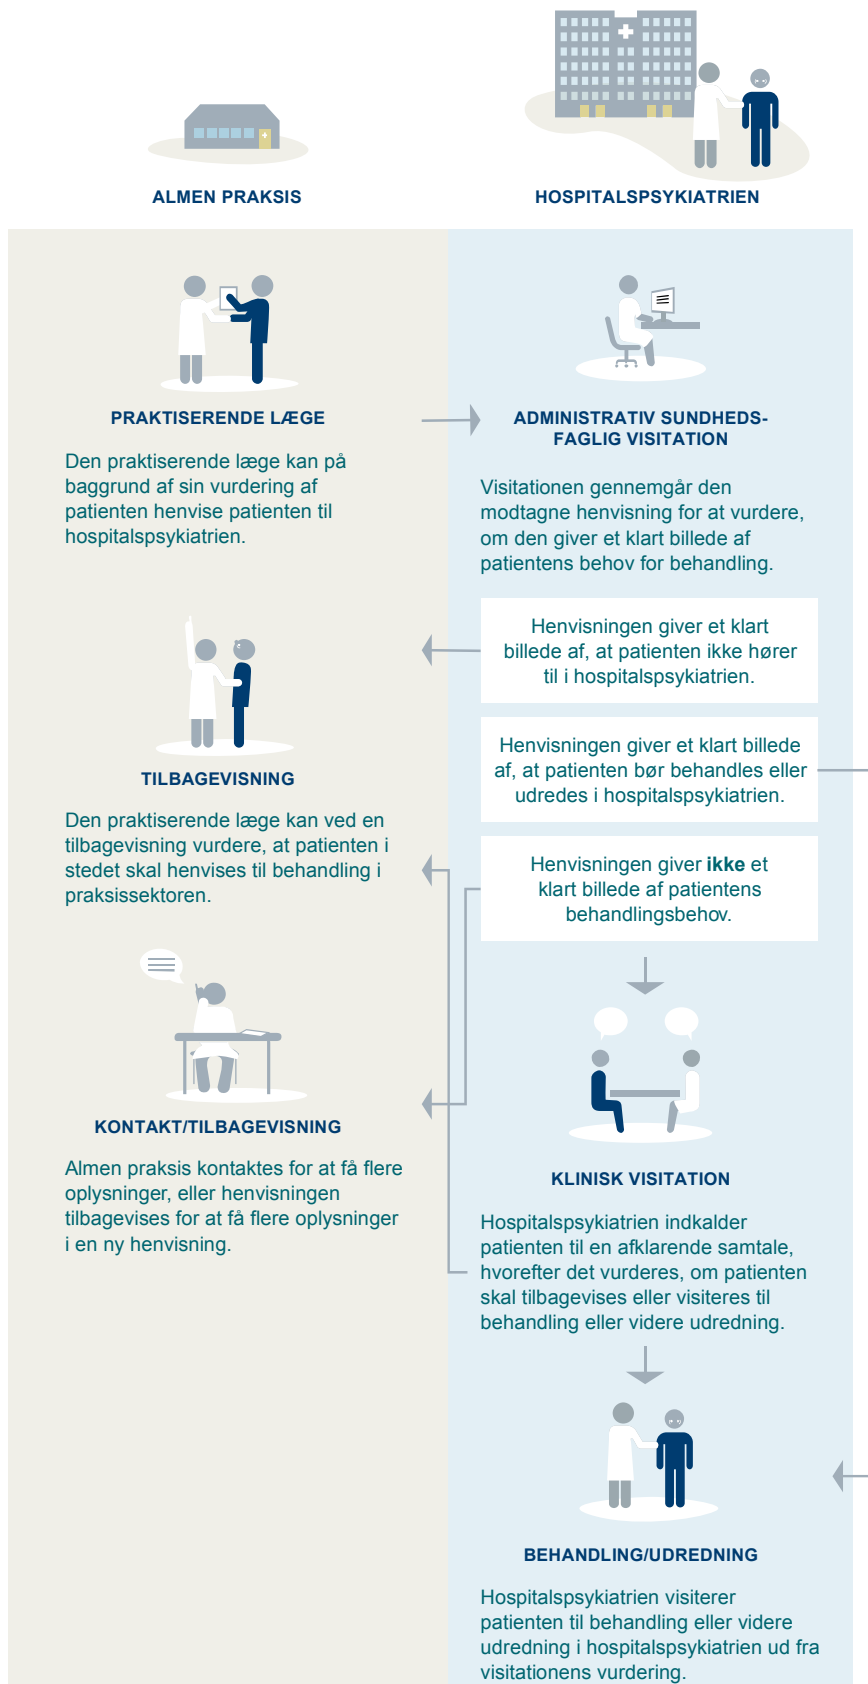 ALMEN PRAKSIS
HOSPITALSPSYKIATRIEN
PRAKTISERENDE LÆGE
Den praktiserende læge kan på
baggrund af sin vurdering af
patienten henvise patienten til
hospitalspsykiatrien.
ADMINISTRATIV SUNDHEDS-
FAGLIG VISITATION
Visitationen gennemgår den
modtagne henvisning for at vurdere,
om den giver et klart billede af
patientens behov for behandling.
Henvisningen giver et klart
billede af, at patienten ikke hører
til i hospitalspsykiatrien.
Henvisningen giver et klart billede
af, at patienten bør behandles eller
udredes i hospitalspsykiatrien.
Henvisningen giver ikke et
klart billede af patientens
behandlingsbehov.
TILBAGEVISNING
Den praktiserende læge kan ved en
tilbagevisning vurdere, at patienten i
stedet skal henvises til behandling i
praksissektoren.
KONTAKT/TILBAGEVISNING
Almen praksis kontaktes for at få flere
oplysninger, eller henvisningen
tilbagevises for at få flere oplysninger
i en ny henvisning.
KLINISK VISITATION
Hospitalspsykiatrien indkalder
patienten til en afklarende samtale,
hvorefter det vurderes, om patienten
skal tilbagevises eller visiteres til
behandling eller videre udredning.
BEHANDLING/UDREDNING
Hospitalspsykiatrien visiterer
patienten til behandling eller videre
udredning i hospitalspsykiatrien ud fra
visitationens vurdering.